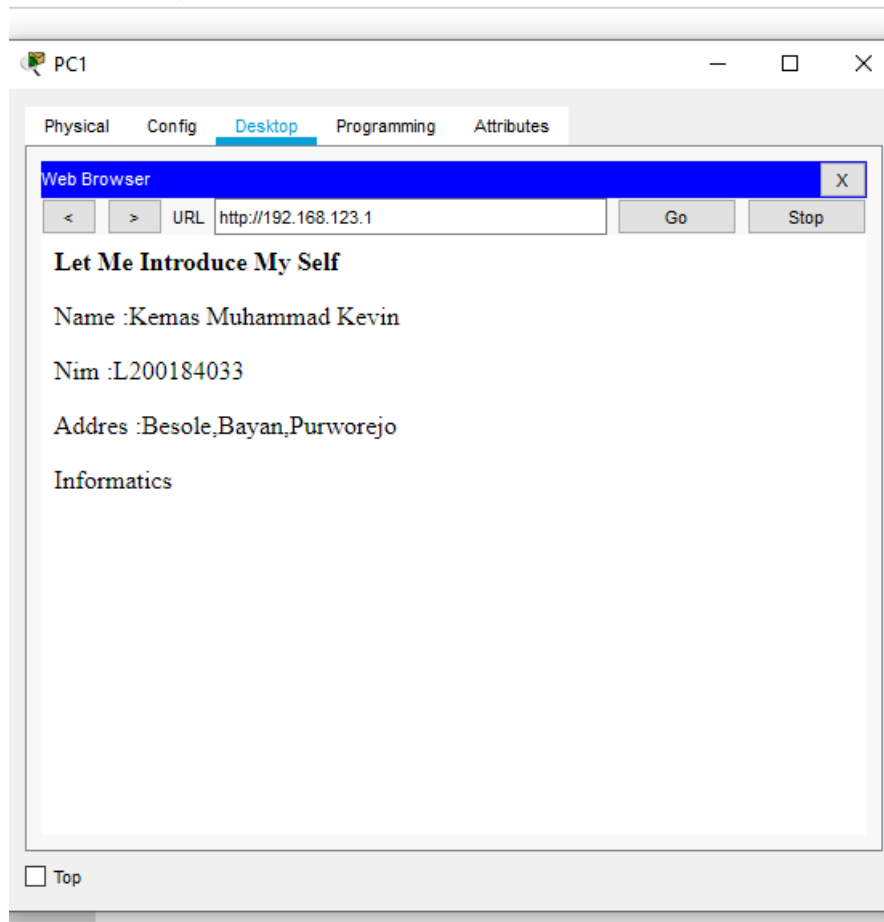 PC1
Physical Config Desktop Programming Attributes
Web Browser X
< > URL http://192.168.123.1 Go Stop
Let Me Introduce My Self
Name :Kemas Muhammad Kevin
Nim :L200184033
Addres :Besole,Bayan,Purworejo
Informatics
Top